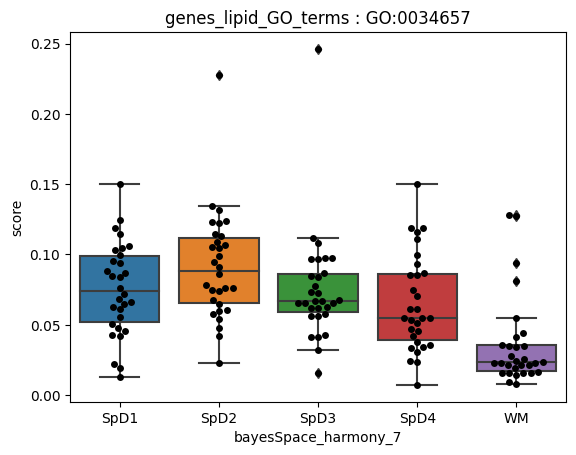 genes_lipid_GO_terms : GO:0034657
score
0.25
0.20
0.15
0.10
0.05
0.00
SpD1 SpD2 SpD3 SpD4 WM
bayesSpace_harmony_7